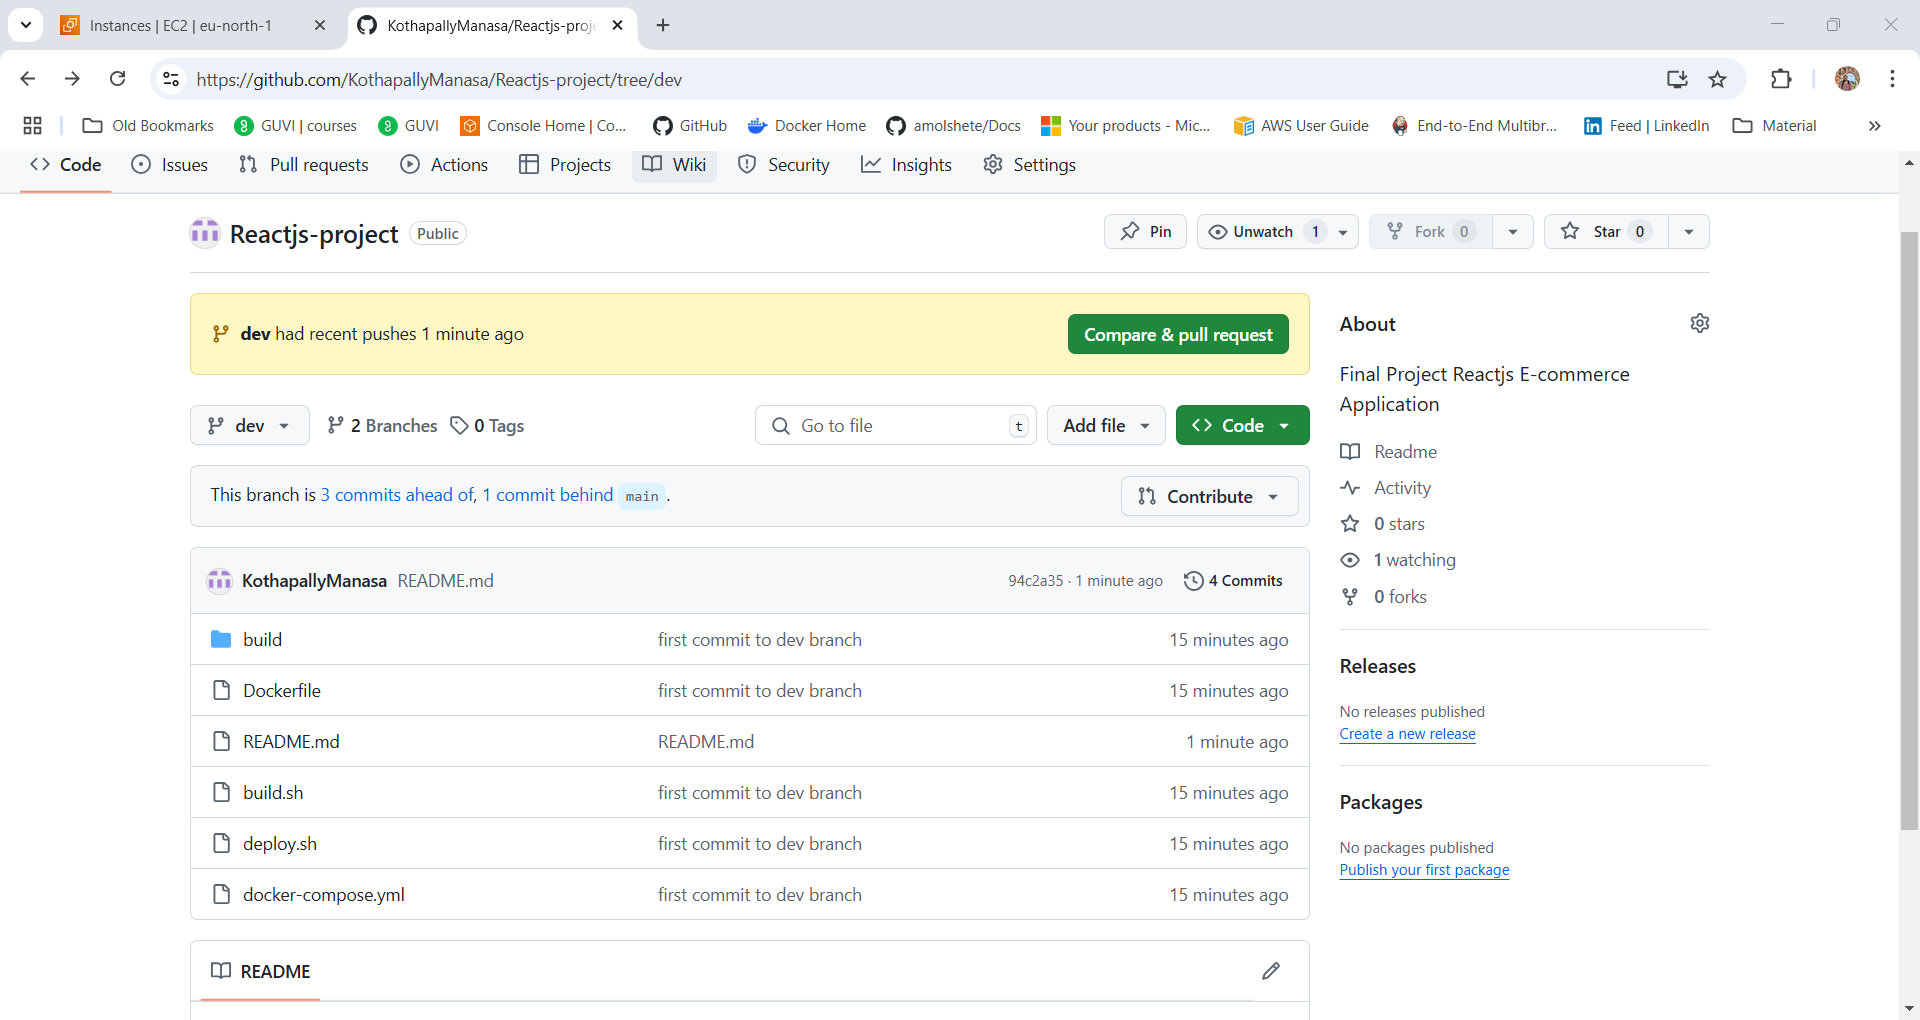 Instances | EC2 | eu-north-1
KothapallyManasa/Reactjs-proje
https://github.com/KothapallyManasa/Reactjs-project/tree/dev
Old Bookmarks
GUVI | courses
GUVI
Console Home | Co...
GitHub
Docker Home
amolshete/Docs
Your products - Mic...
AWS User Guide
End-to-End Multibr...
Feed | LinkedIn
Material
Code
Issues
Pull requests
Actions
Projects
Wiki
Security
Insights
Settings
Reactjs-project Public
Pin
Unwatch 1
Fork 0
Star 0
dev had recent pushes 1 minute ago
Compare & pull request
dev
2 Branches
0 Tags
Go to file t
Add file
Code
This branch is 3 commits ahead of, 1 commit behind main .
Contribute
KothapallyManasa README.md 94c2a35 · 1 minute ago 4 Commits
build first commit to dev branch 15 minutes ago
Dockerfile first commit to dev branch 15 minutes ago
README.md README.md 1 minute ago
build.sh first commit to dev branch 15 minutes ago
deploy.sh first commit to dev branch 15 minutes ago
docker-compose.yml first commit to dev branch 15 minutes ago
README
About
Final Project Reactjs E-commerce
Application
Readme
Activity
0 stars
1 watching
0 forks
Releases
No releases published
Create a new release
Packages
No packages published
Publish your first package